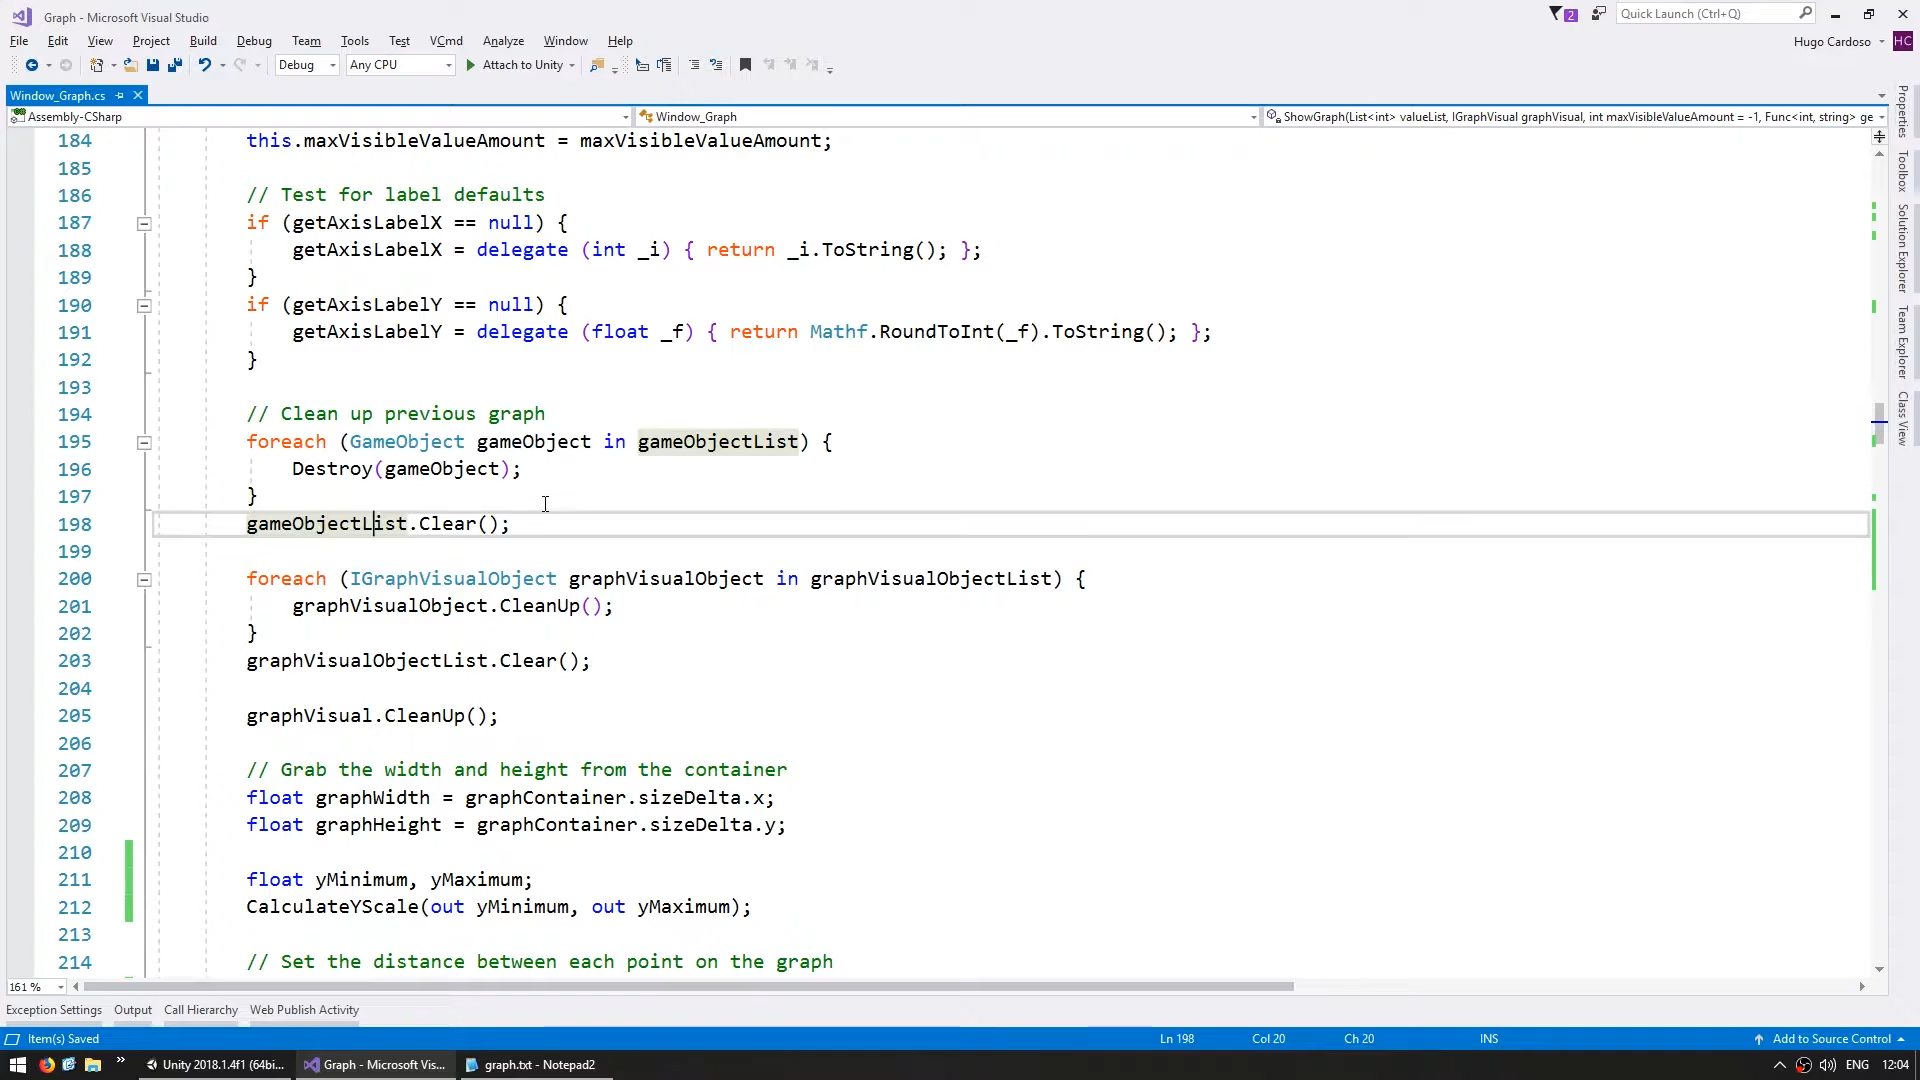 Graph - Microsoft Visual Studio
2
Quick Launch (Ctrl+Q)
File Edit View Project Build Debug Team Tools Test VCmd Analyze Window Help
Hugo Cardoso
HC
Debug Any CPU Attach to Unity
Window_Graph.cs
Assembly-CSharp
Window_Graph
ShowGraph(List<int> valueList, IGraphVisual graphVisual, int maxVisibleValueAmount = -1, Func<int, string> ge
184 this.maxVisibleValueAmount = maxVisibleValueAmount;
185
186 // Test for label defaults
187 if (getAxisLabelX == null) {
188 getAxisLabelX = delegate (int _i) { return _i.ToString(); };
189 }
190 if (getAxisLabelY == null) {
191 getAxisLabelY = delegate (float _f) { return Mathf.RoundToInt(_f).ToString(); };
192 }
193
194 // Clean up previous graph
195 foreach (GameObject gameObject in gameObjectList) {
196 Destroy(gameObject);
197 }
198 gameObjectList.Clear();
199
200 foreach (IGraphVisualObject graphVisualObject in graphVisualObjectList) {
201 graphVisualObject.CleanUp();
202 }
203 graphVisualObjectList.Clear();
204
205 graphVisual.CleanUp();
206
207 // Grab the width and height from the container
208 float graphWidth = graphContainer.sizeDelta.x;
209 float graphHeight = graphContainer.sizeDelta.y;
210
211 float yMinimum, yMaximum;
212 CalculateYScale(out yMinimum, out yMaximum);
213
214 // Set the distance between each point on the graph
Properties
Toolbox
Solution Explorer
Team Explorer
Class View
161 %
Exception Settings Output Call Hierarchy Web Publish Activity
Item(s) Saved
Ln 198
Col 20
Ch 20
INS
Add to Source Control
Unity 2018.1.4f1 (64bi...
Graph - Microsoft Vis...
graph.txt - Notepad2
ENG
12:04